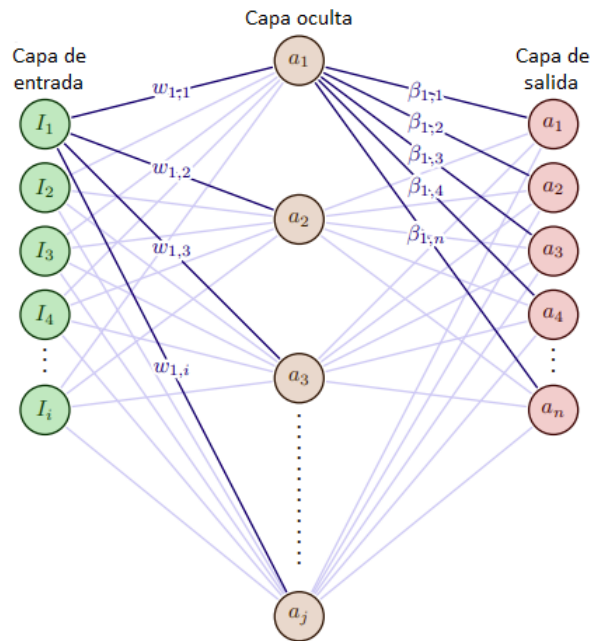 Capa oculta
Capa de
entrada
Capa de
salida
a₁
I₁
w₁,₁
β₁,₁
a₁
I₂
w₁,₂
β₁,₂
a₂
a₂
I₃
w₁,₃
β₁,₃
β₁,₄
β₁,ₙ
a₃
I₄
a₄
w₁,ᵢ
a₃
Iᵢ
aₙ
aⱼ